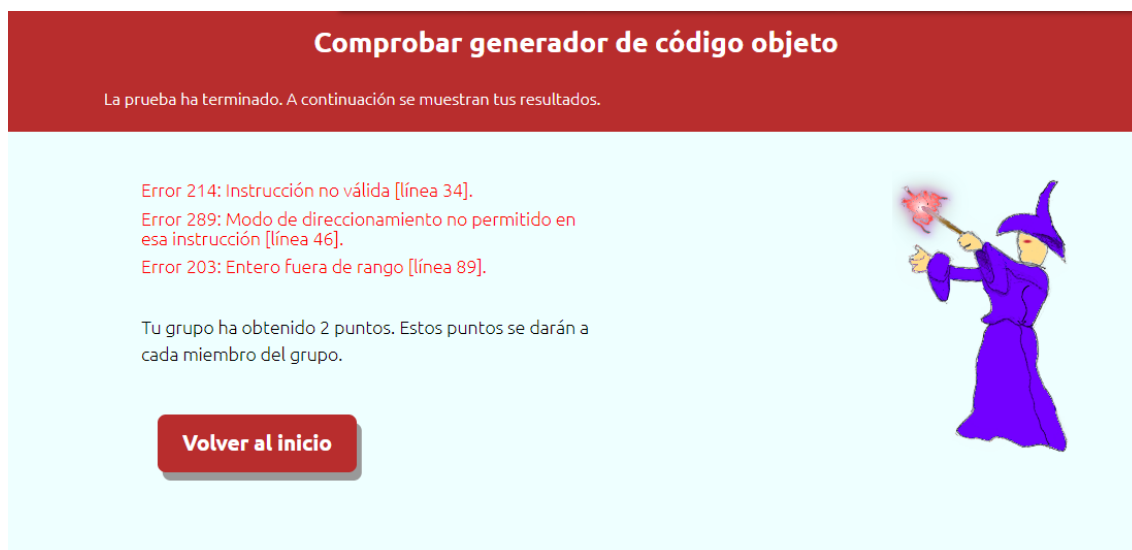 Comprobar generador de código objeto
La prueba ha terminado. A continuación se muestran tus resultados.
Error 214: Instrucción no válida [línea 34].
Error 289: Modo de direccionamiento no permitido en
esa instrucción [línea 46].
Error 203: Entero fuera de rango [línea 89].
Tu grupo ha obtenido 2 puntos. Estos puntos se darán a
cada miembro del grupo.
Volver al inicio